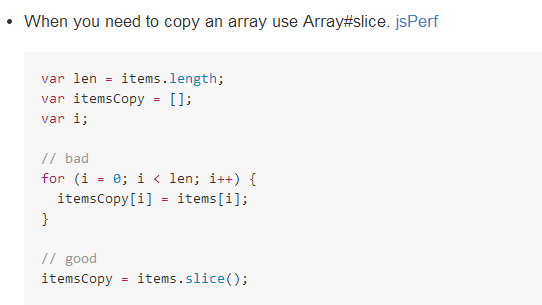 • When you need to copy an array use Array#slice. jsPerf
var len = items.length;
var itemsCopy = [];
var i;
// bad
for (i = 0; i < len; i++) {
  itemsCopy[i] = items[i];
}
// good
itemsCopy = items.slice();